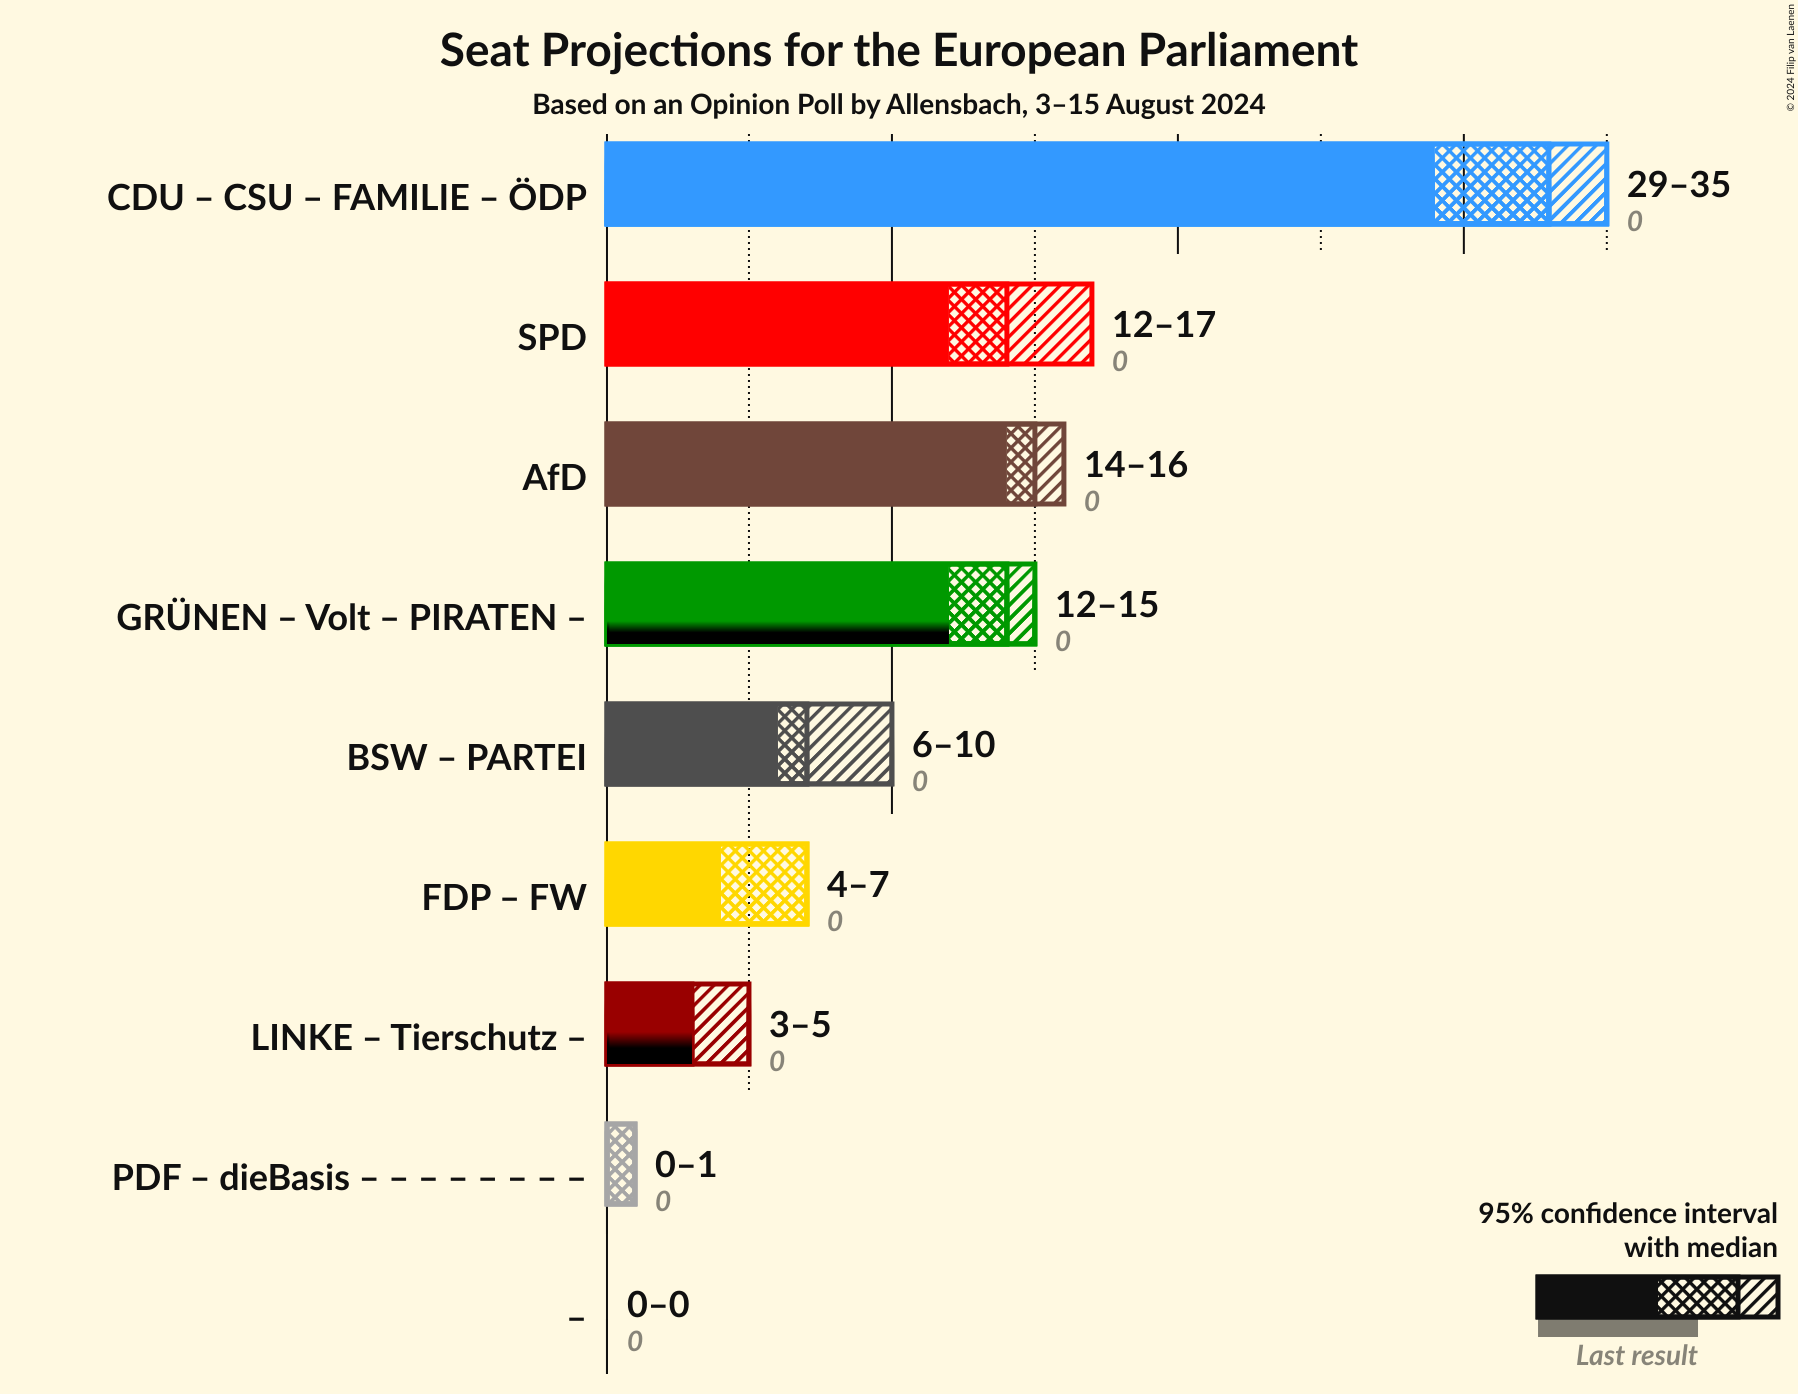 Seat Projections for the European Parliament
Based on an Opinion Poll by Allensbach, 3–15 August 2024
© 2024 Filip van Laenen
CDU – CSU – FAMILIE – ÖDP
29–35
0
SPD
12–17
0
AfD
14–16
0
GRÜNEN – Volt – PIRATEN –
12–15
0
BSW – PARTEI
6–10
0
FDP – FW
4–7
0
LINKE – Tierschutz –
3–5
0
PDF – dieBasis – – – – – – – –
0–1
0
–
0–0
0
95% confidence interval
with median
Last result